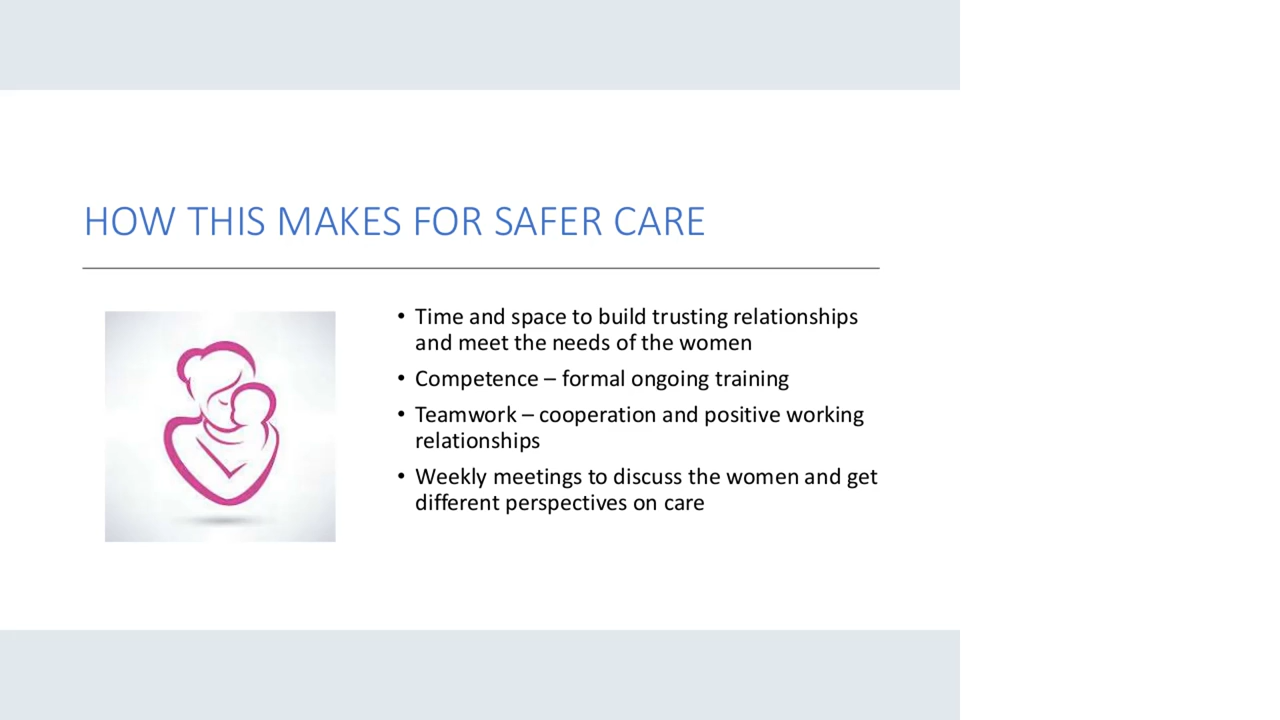 HOW THIS MAKES FOR SAFER CARE
• Time and space to build trusting relationships
and meet the needs of the women
• Competence – formal ongoing training
• Teamwork – cooperation and positive working
relationships
• Weekly meetings to discuss the women and get
different perspectives on care